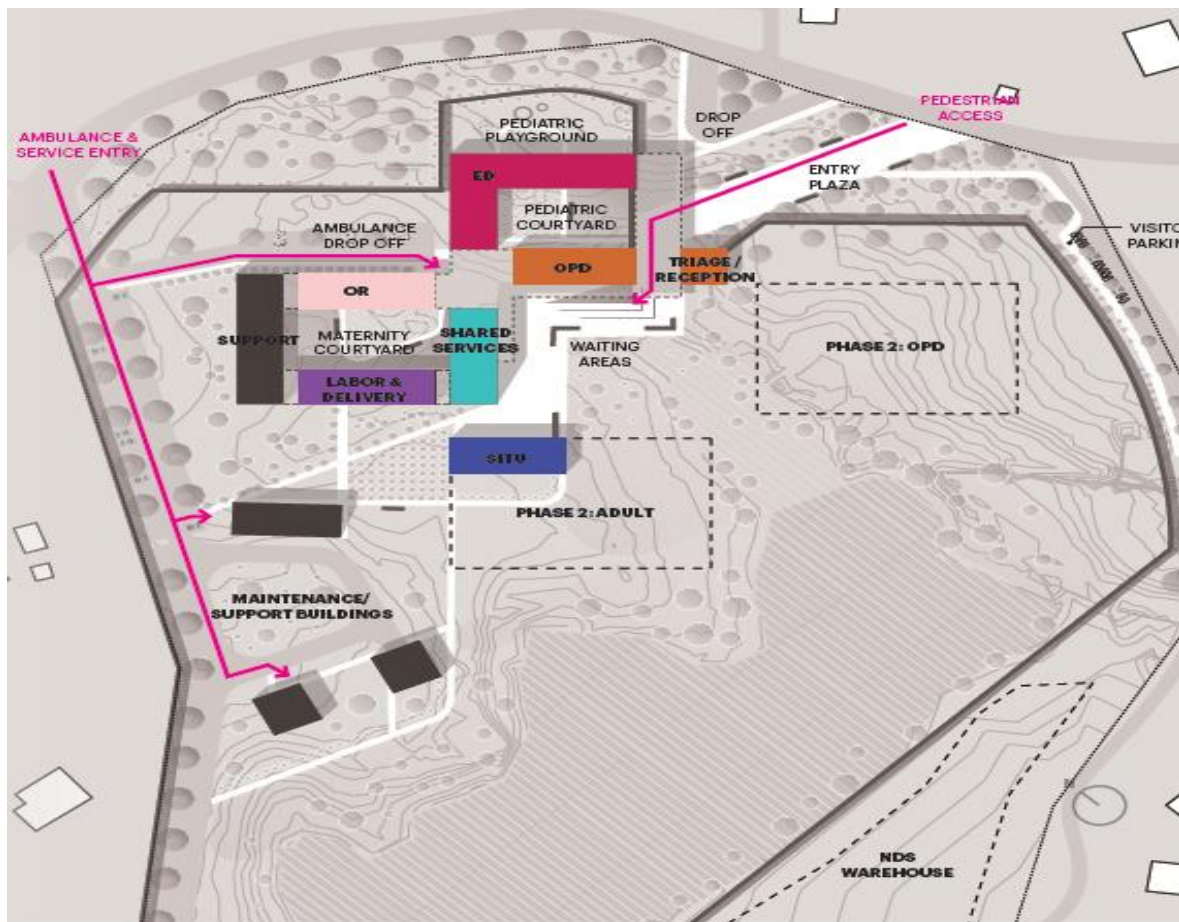 PEDESTRIAN
ACCESS
DROP
OFF
PEDIATRIC
PLAYGROUND
AMBULANCE &
SERVICE ENTRY
ED
ENTRY
PLAZA
PEDIATRIC
COURTYARD
AMBULANCE
DROP OFF
VISITO
PARKIN
TRIAGE /
RECEPTION
OPD
OR
SUPPORT
MATERNITY
COURTYARD
SHARED
SERVICES
WAITING
AREAS
PHASE 2: OPD
LABOR &
DELIVERY
SITU
PHASE 2: ADULT
MAINTENANCE/
SUPPORT BUILDINGS
NDS
WAREHOUSE